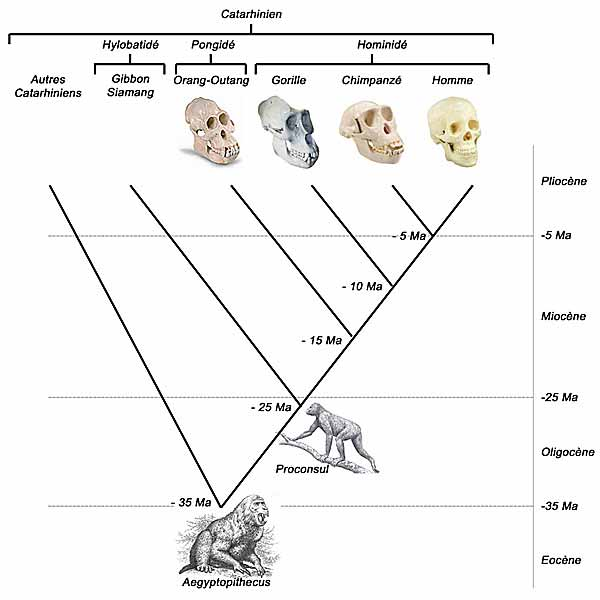 Catarhinien
Hylobatidé
Pongidé
Hominidé
Autres
Catarhiniens
Gibbon
Siamang
Orang-Outang
Gorille
Chimpanzé
Homme
Pliocène
- 5 Ma
-5 Ma
- 10 Ma
Miocène
- 15 Ma
- 25 Ma
-25 Ma
Oligocène
Proconsul
- 35 Ma
-35 Ma
Eocène
Aegyptopithecus